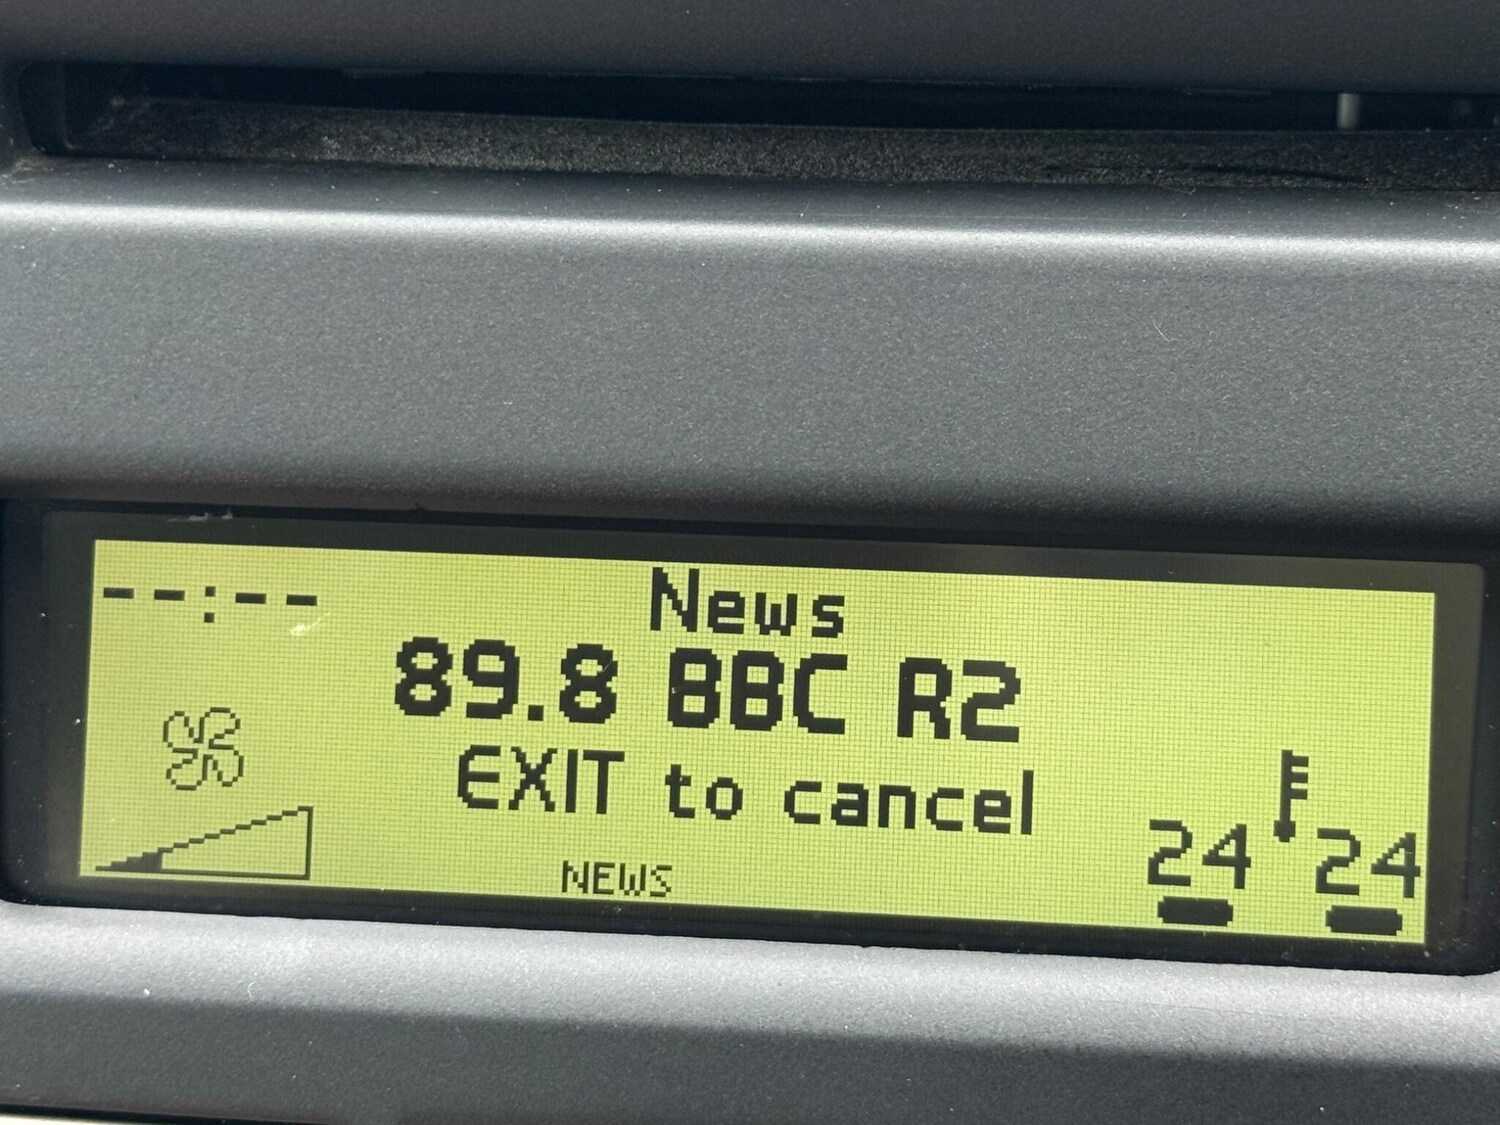 --:--
News
89.8 BBC R2
EXIT to cancel
24 24
NEWS